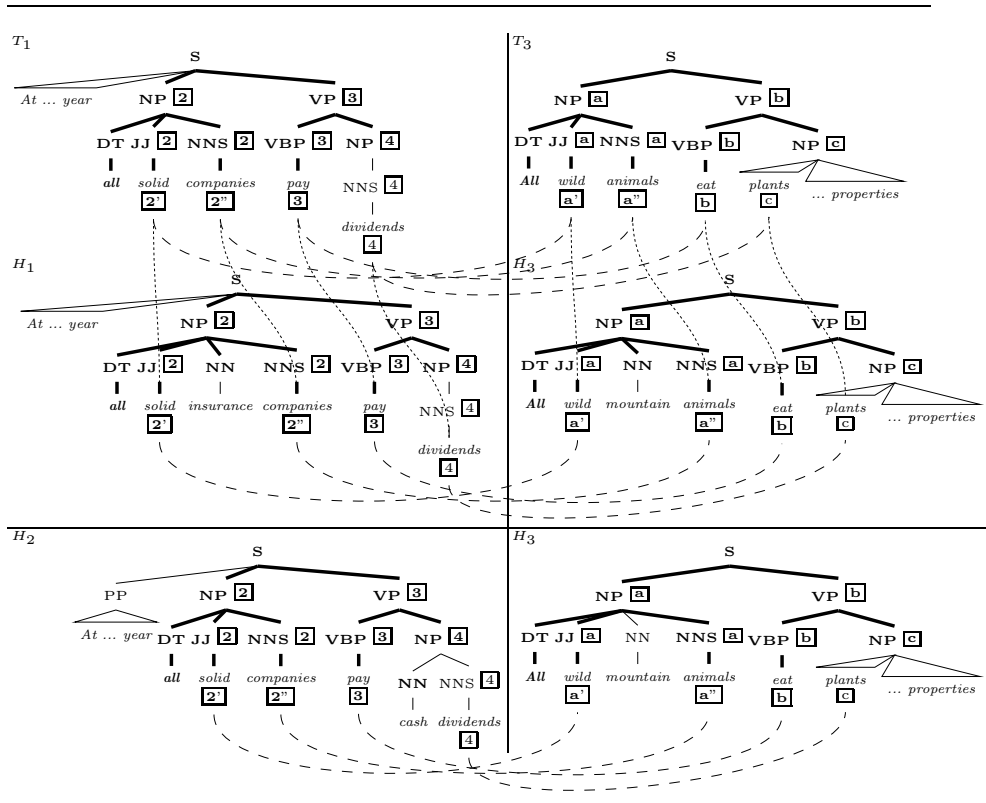 T1 T3
S S
At ... year NP 2 VP 3 NP a VP b
DT JJ 2 NNS 2 VBP 3 NP 4 DT JJ a NNS a VBP b NP c
all solid companies pay NNS 4 All wild animals eat plants ... properties
2' 2'' 3 dividends a' a'' b c
4
H1 H3
S S
At ... year NP 2 VP 3 NP a VP b
DT JJ 2 NN NNS 2 VBP 3 NP 4 DT JJ a NN NNS a VBP b NP c
all solid insurance companies pay NNS 4 All wild mountain animals eat plants ... properties
2' 2'' 3 dividends a' a'' b c
4
H2 H3
S S
PP NP 2 VP 3 NP a VP b
At ... year DT JJ 2 NNS 2 VBP 3 NP 4 DT JJ a NN NNS a VBP b NP c
all solid companies pay NN NNS 4 All wild mountain animals eat plants ... properties
2' 2'' 3 cash dividends a' a'' b c
4